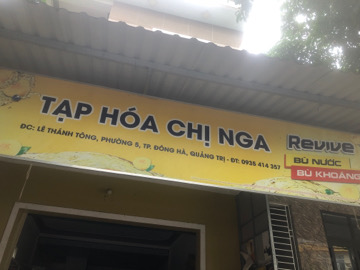 TẠP HÓA CHỊ NGA
ĐC: LÊ THÁNH TÔNG, PHƯỜNG 5, TP. ĐÔNG HÀ, QUẢNG TRỊ - ĐT: 0935 414 357
Revive
BÙ NƯỚC
BÙ KHOÁNG